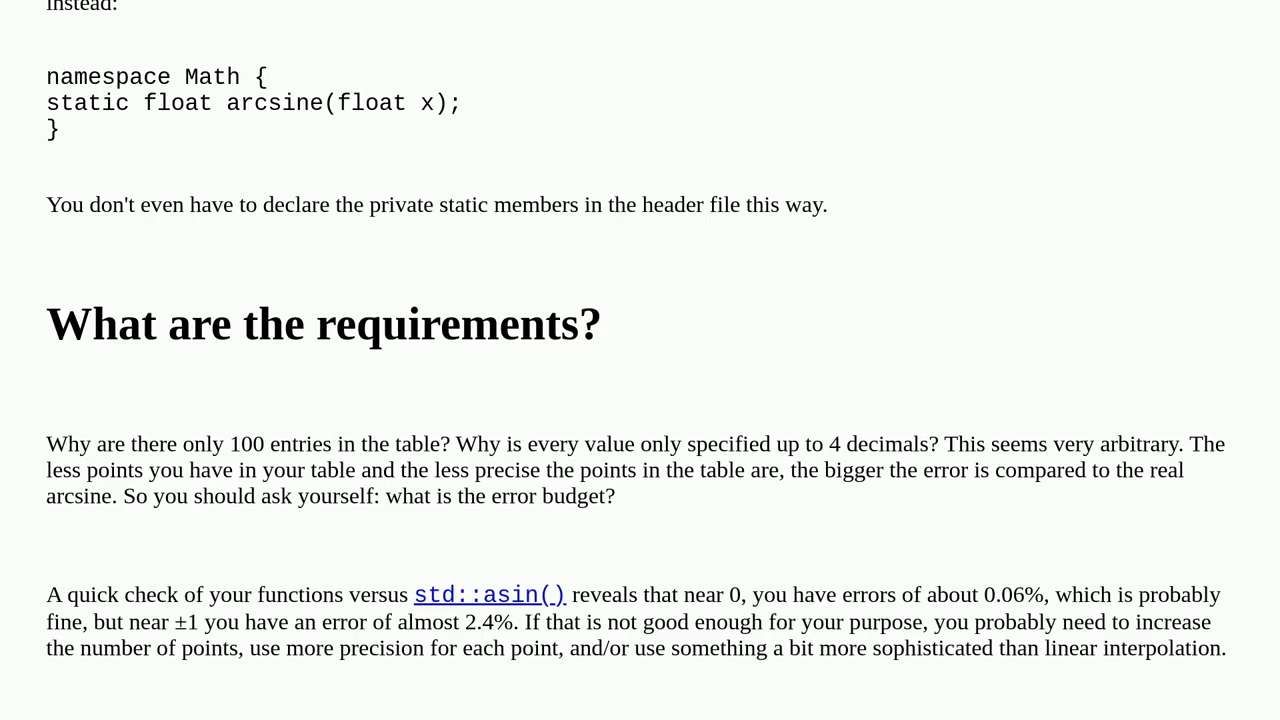 instead:
namespace Math {
static float arcsine(float x);
}
You don't even have to declare the private static members in the header file this way.
What are the requirements?
Why are there only 100 entries in the table? Why is every value only specified up to 4 decimals? This seems very arbitrary. The
less points you have in your table and the less precise the points in the table are, the bigger the error is compared to the real
arcsine. So you should ask yourself: what is the error budget?
A quick check of your functions versus std::asin() reveals that near 0, you have errors of about 0.06%, which is probably
fine, but near ±1 you have an error of almost 2.4%. If that is not good enough for your purpose, you probably need to increase
the number of points, use more precision for each point, and/or use something a bit more sophisticated than linear interpolation.